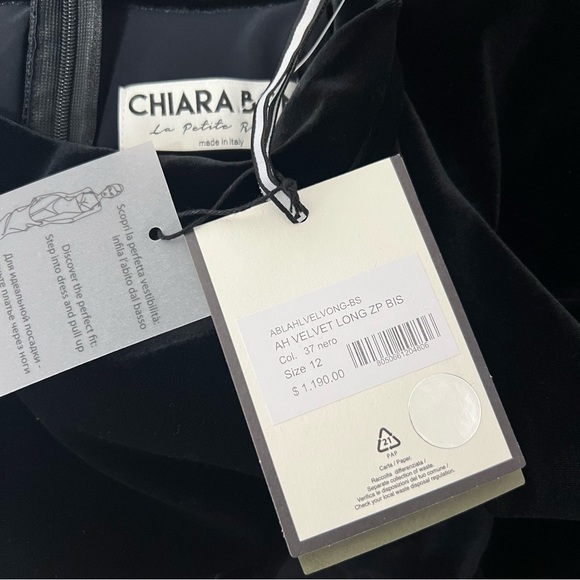 CHIARA B
La Petite R
made in Italy
Scopri la perfetta vestibilità:
infila l'abito dal basso
Discover the perfect fit:
Step into dress and pull up
Для идеальной посадки -
платье через ноги
ABLAHLVELVONG-BS
AH VELVET LONG ZP BIS
Col. 37 nero
Size 12
$ 1.190.00
8050661204806
21
PAP
Carta / Paper.
Raccolta differenziata /
Separate collection of waste.
Verifica le disposizioni del tuo comune /
Check your local waste disposal regulation.